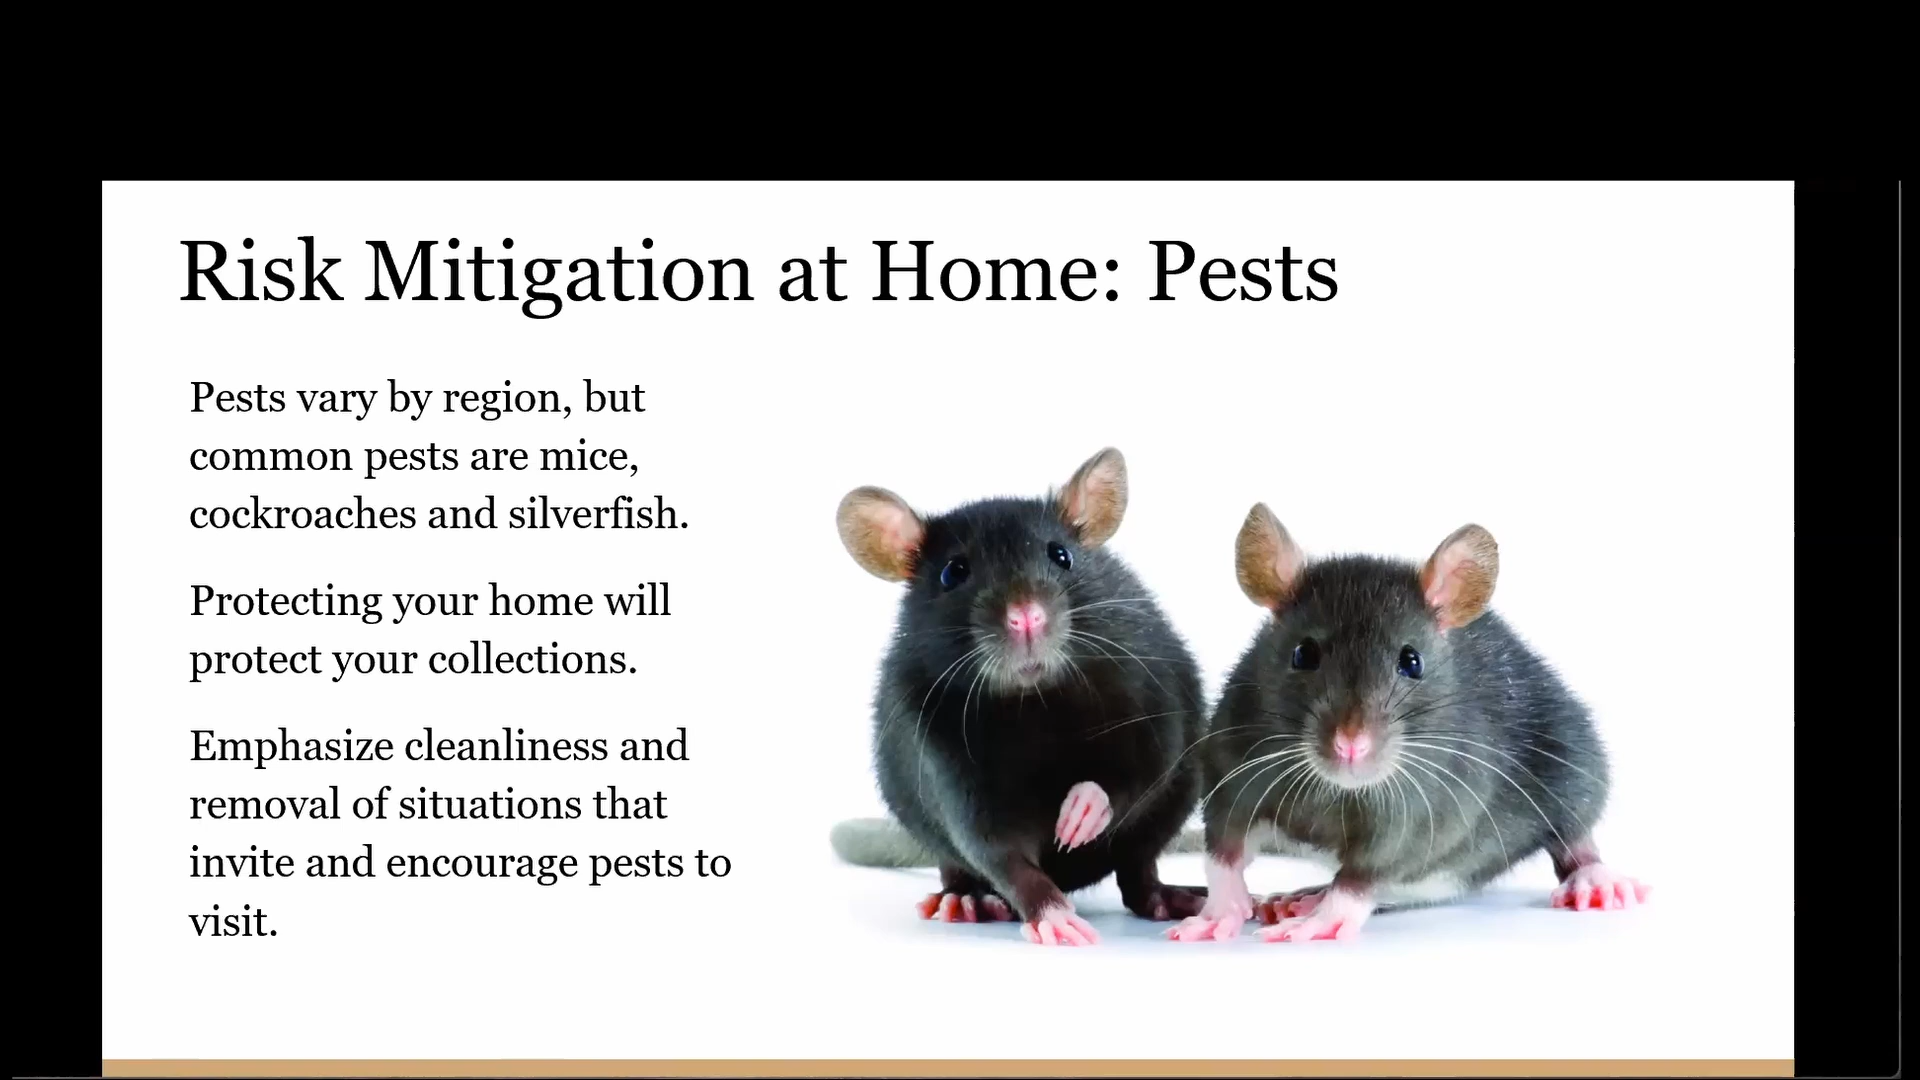 Risk Mitigation at Home: Pests
Pests vary by region, but
common pests are mice,
cockroaches and silverfish.
Protecting your home will
protect your collections.
Emphasize cleanliness and
removal of situations that
invite and encourage pests to
visit.